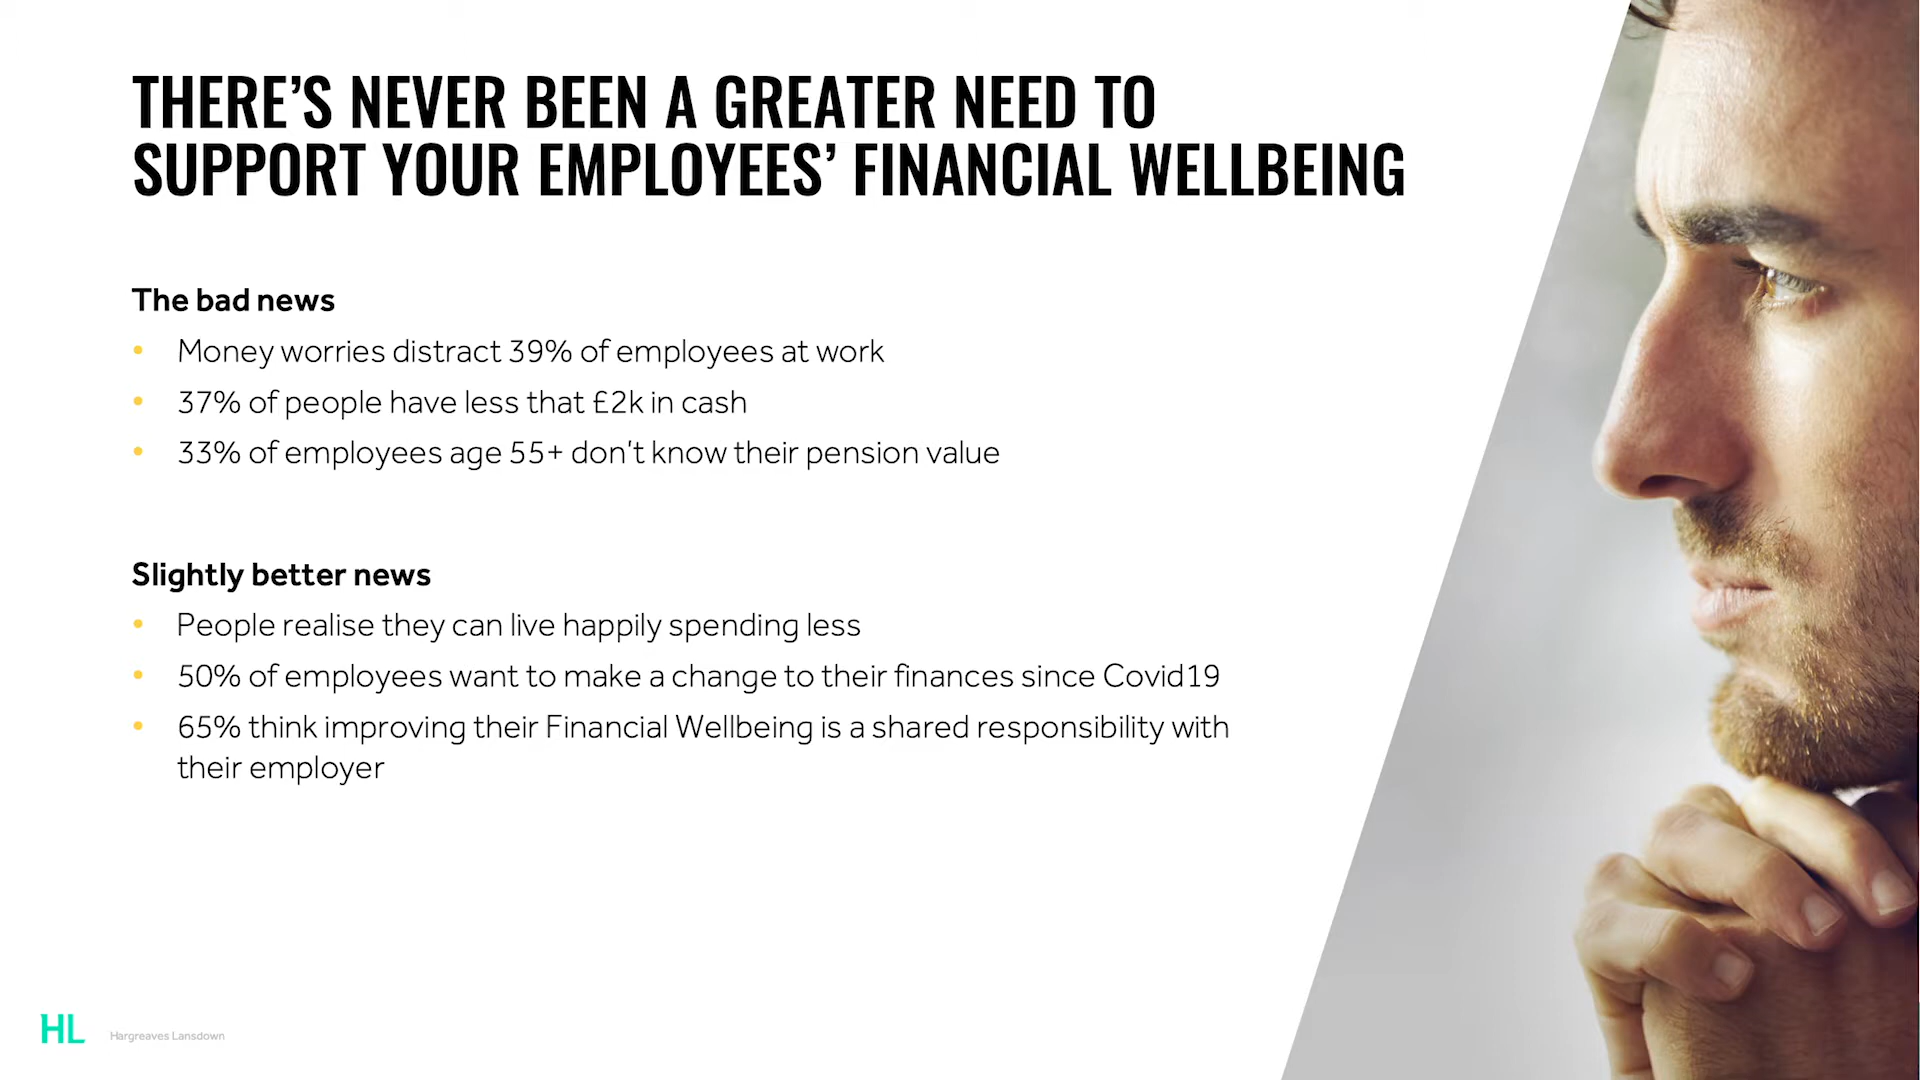 THERE’S NEVER BEEN A GREATER NEED TO
SUPPORT YOUR EMPLOYEES’ FINANCIAL WELLBEING
The bad news
• Money worries distract 39% of employees at work
• 37% of people have less that £2k in cash
• 33% of employees age 55+ don't know their pension value
Slightly better news
• People realise they can live happily spending less
• 50% of employees want to make a change to their finances since Covid19
• 65% think improving their Financial Wellbeing is a shared responsibility with
their employer
HL Hargreaves Lansdown